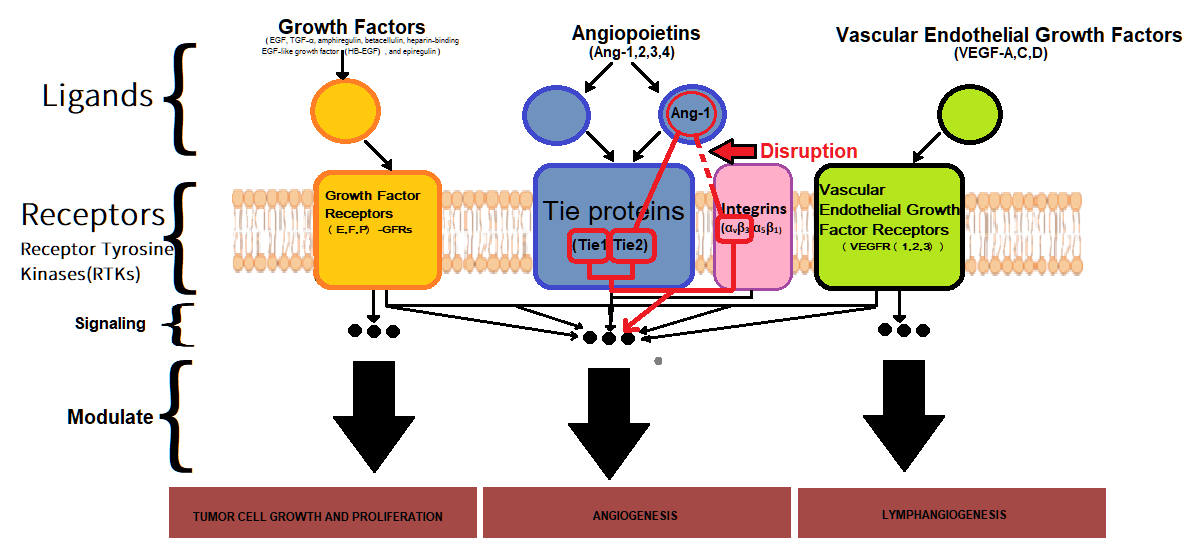 Growth Factors
( EGF, TGF-α, amphiregulin, betacellulin, heparin-binding
EGF-like growth factor (HB-EGF) , and epiregulin )
Angiopoietins
(Ang-1,2,3,4)
Vascular Endothelial Growth Factors
(VEGF-A,C,D)
Ligands
Ang-1
Disruption
Receptors
Receptor Tyrosine
Kinases(RTKs)
Growth Factor
Receptors
( E,F,P) -GFRs
Tie proteins
(Tie1 Tie2)
Integrins
(αvβ3 α5β1)
Vascular
Endothelial Growth
Factor Receptors
( VEGFR ( 1,2,3) )
Signaling
Modulate
TUMOR CELL GROWTH AND PROLIFERATION
ANGIOGENESIS
LYMPHANGIOGENESIS